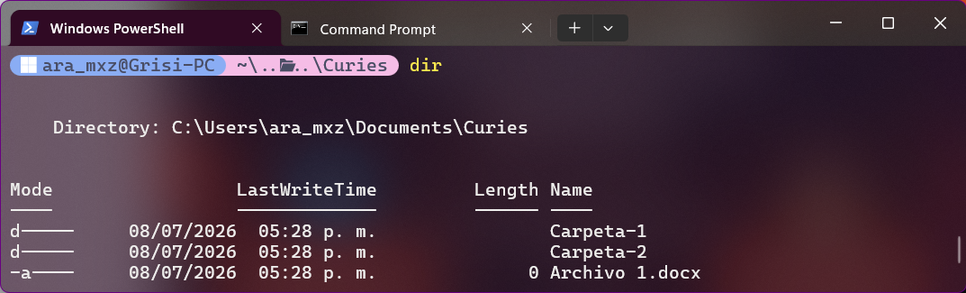 Windows PowerShell
Command Prompt
ara_mxz@Grisi-PC ~\..\..\Curies dir
Directory: C:\Users\ara_mxz\Documents\Curies
Mode LastWriteTime Length Name
d----- 08/07/2026 05:28 p. m. Carpeta-1
d----- 08/07/2026 05:28 p. m. Carpeta-2
-a---- 08/07/2026 05:28 p. m. 0 Archivo 1.docx